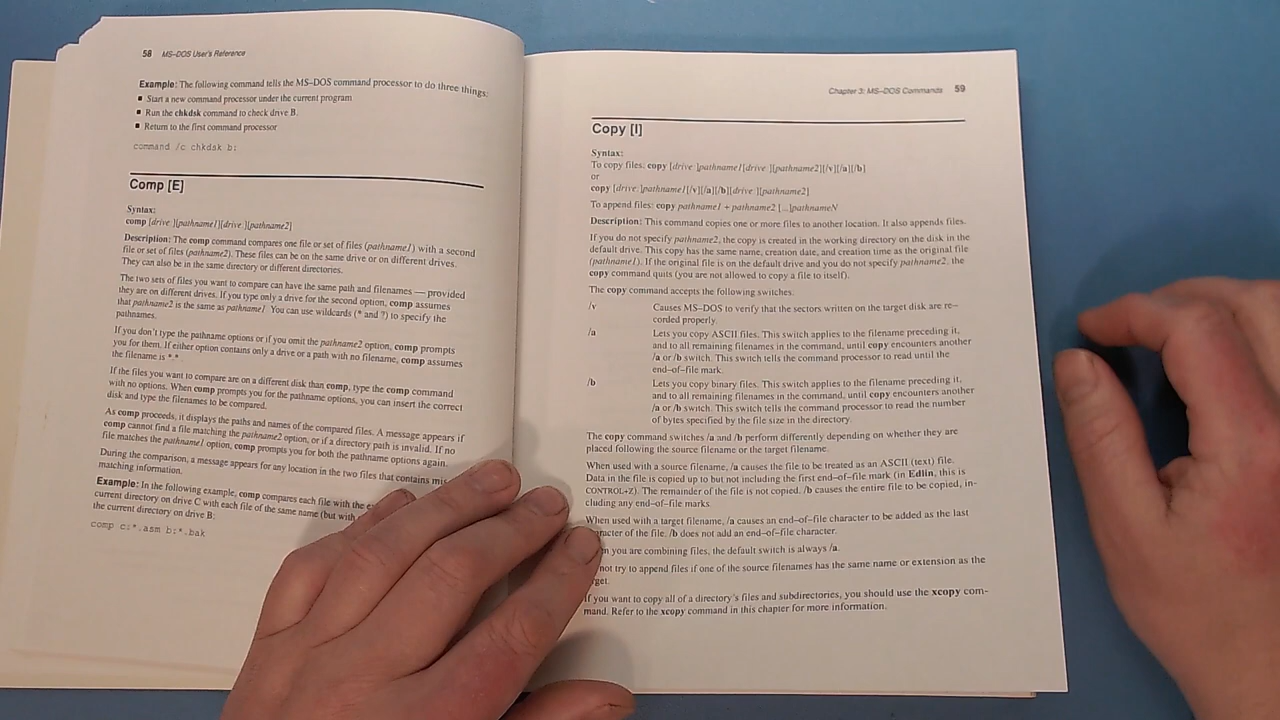 58 MS–DOS User's Reference
Example: The following command tells the MS–DOS command processor to do three things:
■ Start a new command processor under the current program
■ Run the chkdsk command to check drive B.
■ Return to the first command processor
command /c chkdsk b:
Comp [E]
Syntax:
comp [drive:][pathname1][drive:][pathname2]
Description: The comp command compares one file or set of files (pathname1) with a second
file or set of files (pathname2). These files can be on the same drive or on different drives.
They can also be in the same directory or different directories.
The two sets of files you want to compare can have the same path and filenames — provided
they are on different drives. If you type only a drive for the second option, comp assumes
that pathname2 is the same as pathname1. You can use wildcards (* and ?) to specify the
pathnames.
If you don't type the pathname options or if you omit the pathname2 option, comp prompts
you for them. If either option contains only a drive or a path with no filename, comp assumes
the filename is *.*.
If the files you want to compare are on a different disk than comp, type the comp command
with no options. When comp prompts you for the pathname options, you can insert the correct
disk and type the filenames to be compared.
As comp proceeds, it displays the paths and names of the compared files. A message appears if
comp cannot find a file matching the pathname2 option, or if a directory path is invalid. If no
file matches the pathname1 option, comp prompts you for both the pathname options again.
During the comparison, a message appears for any location in the two files that contains
matching information.
Example: In the following example, comp compares each file with the
current directory on drive C with each file of the same name (but with
the current directory on drive B:
comp c:*.asm b:*.bak
Chapter 3: MS–DOS Commands 59
Copy [I]
Syntax:
To copy files: copy [drive:]pathname1[drive:][pathname2][/v][/a][/b]
or
copy [drive:]pathname1[/v][/a][/b][drive:][pathname2]
To append files: copy pathname1 + pathname2 [...]pathnameN
Description: This command copies one or more files to another location. It also appends files.
If you do not specify pathname2, the copy is created in the working directory on the disk in the
default drive. This copy has the same name, creation date, and creation time as the original file
(pathname1). If the original file is on the default drive and you do not specify pathname2, the
copy command quits (you are not allowed to copy a file to itself).
The copy command accepts the following switches:
/v Causes MS–DOS to verify that the sectors written on the target disk are re–
corded properly.
/a Lets you copy ASCII files. This switch applies to the filename preceding it,
and to all remaining filenames in the command, until copy encounters another
/a or /b switch. This switch tells the command processor to read until the
end–of–file mark.
/b Lets you copy binary files. This switch applies to the filename preceding it,
and to all remaining filenames in the command, until copy encounters another
/a or /b switch. This switch tells the command processor to read the number
of bytes specified by the file size in the directory.
The copy command switches /a and /b perform differently depending on whether they are
placed following the source filename or the target filename.
When used with a source filename, /a causes the file to be treated as an ASCII (text) file.
Data in the file is copied up to but not including the first end–of–file mark (in Edlin, this is
CONTROL+Z). The remainder of the file is not copied. /b causes the entire file to be copied, in–
cluding any end–of–file marks.
When used with a target filename, /a causes an end–of–file character to be added as the last
of the file. /b does not add an end–of–file character.
you are combining files, the default switch is always /a.
not try to append files if one of the source filenames has the same name or extension as the
If you want to copy all of a directory's files and subdirectories, you should use the xcopy com–
mand. Refer to the xcopy command in this chapter for more information.